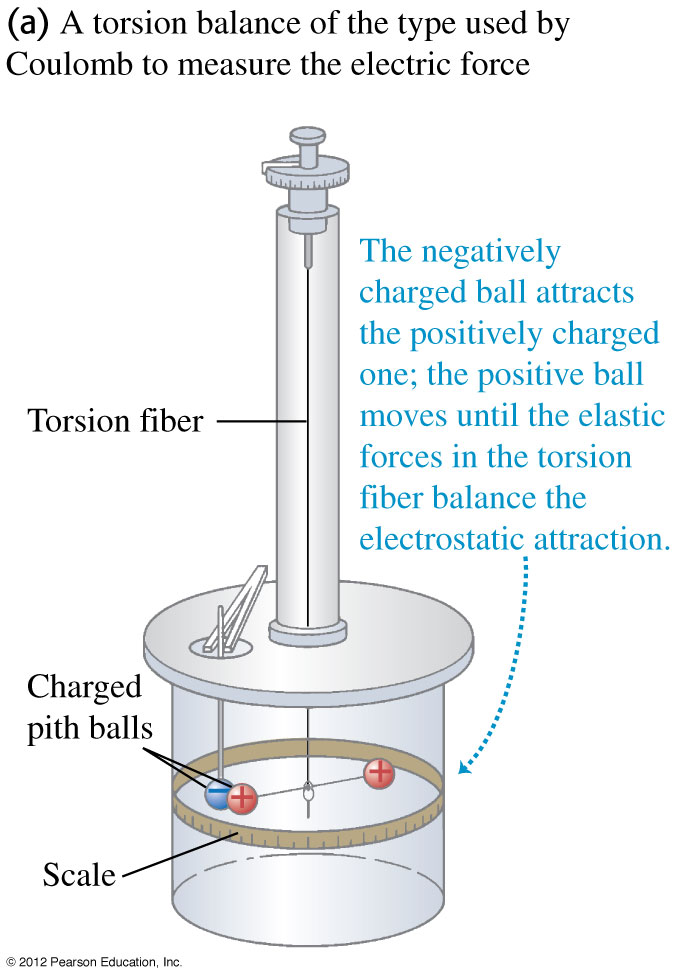 (a) A torsion balance of the type used by
Coulomb to measure the electric force
The negatively
charged ball attracts
the positively charged
one; the positive ball
moves until the elastic
forces in the torsion
fiber balance the
electrostatic attraction.
Torsion fiber
Charged
pith balls
−
+
+
Scale
© 2012 Pearson Education, Inc.